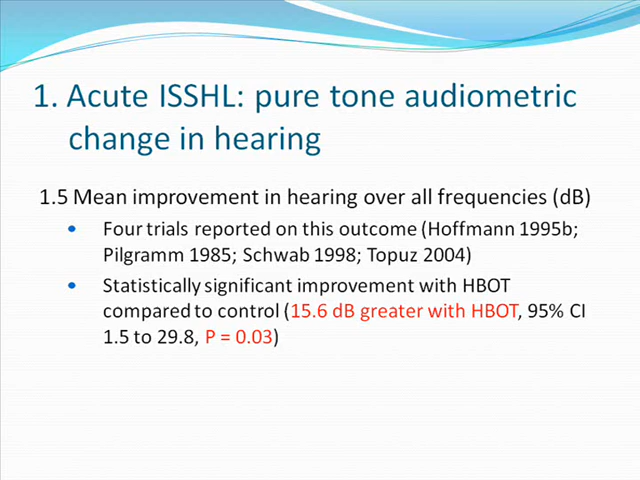 1. Acute ISSHL: pure tone audiometric
change in hearing
1.5 Mean improvement in hearing over all frequencies (dB)
• Four trials reported on this outcome (Hoffmann 1995b;
Pilgramm 1985; Schwab 1998; Topuz 2004)
• Statistically significant improvement with HBOT
compared to control (15.6 dB greater with HBOT, 95% CI
1.5 to 29.8, P = 0.03)